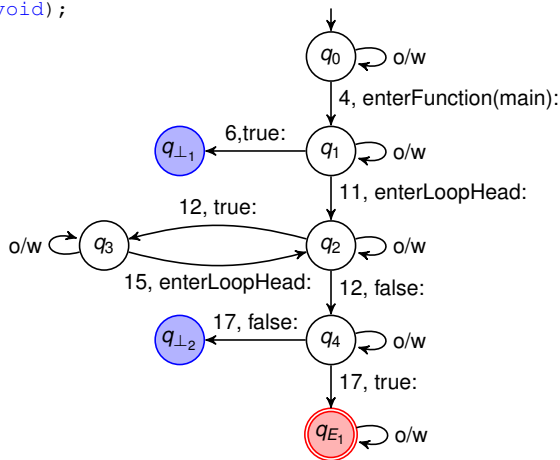 void);
q0 o/w
4, enterFunction(main):
q⊥1 6,true: q1 o/w
11, enterLoopHead:
12, true:
o/w q3 q2 o/w
15, enterLoopHead: 12, false:
q⊥2 17, false: q4 o/w
17, true:
qE1 o/w